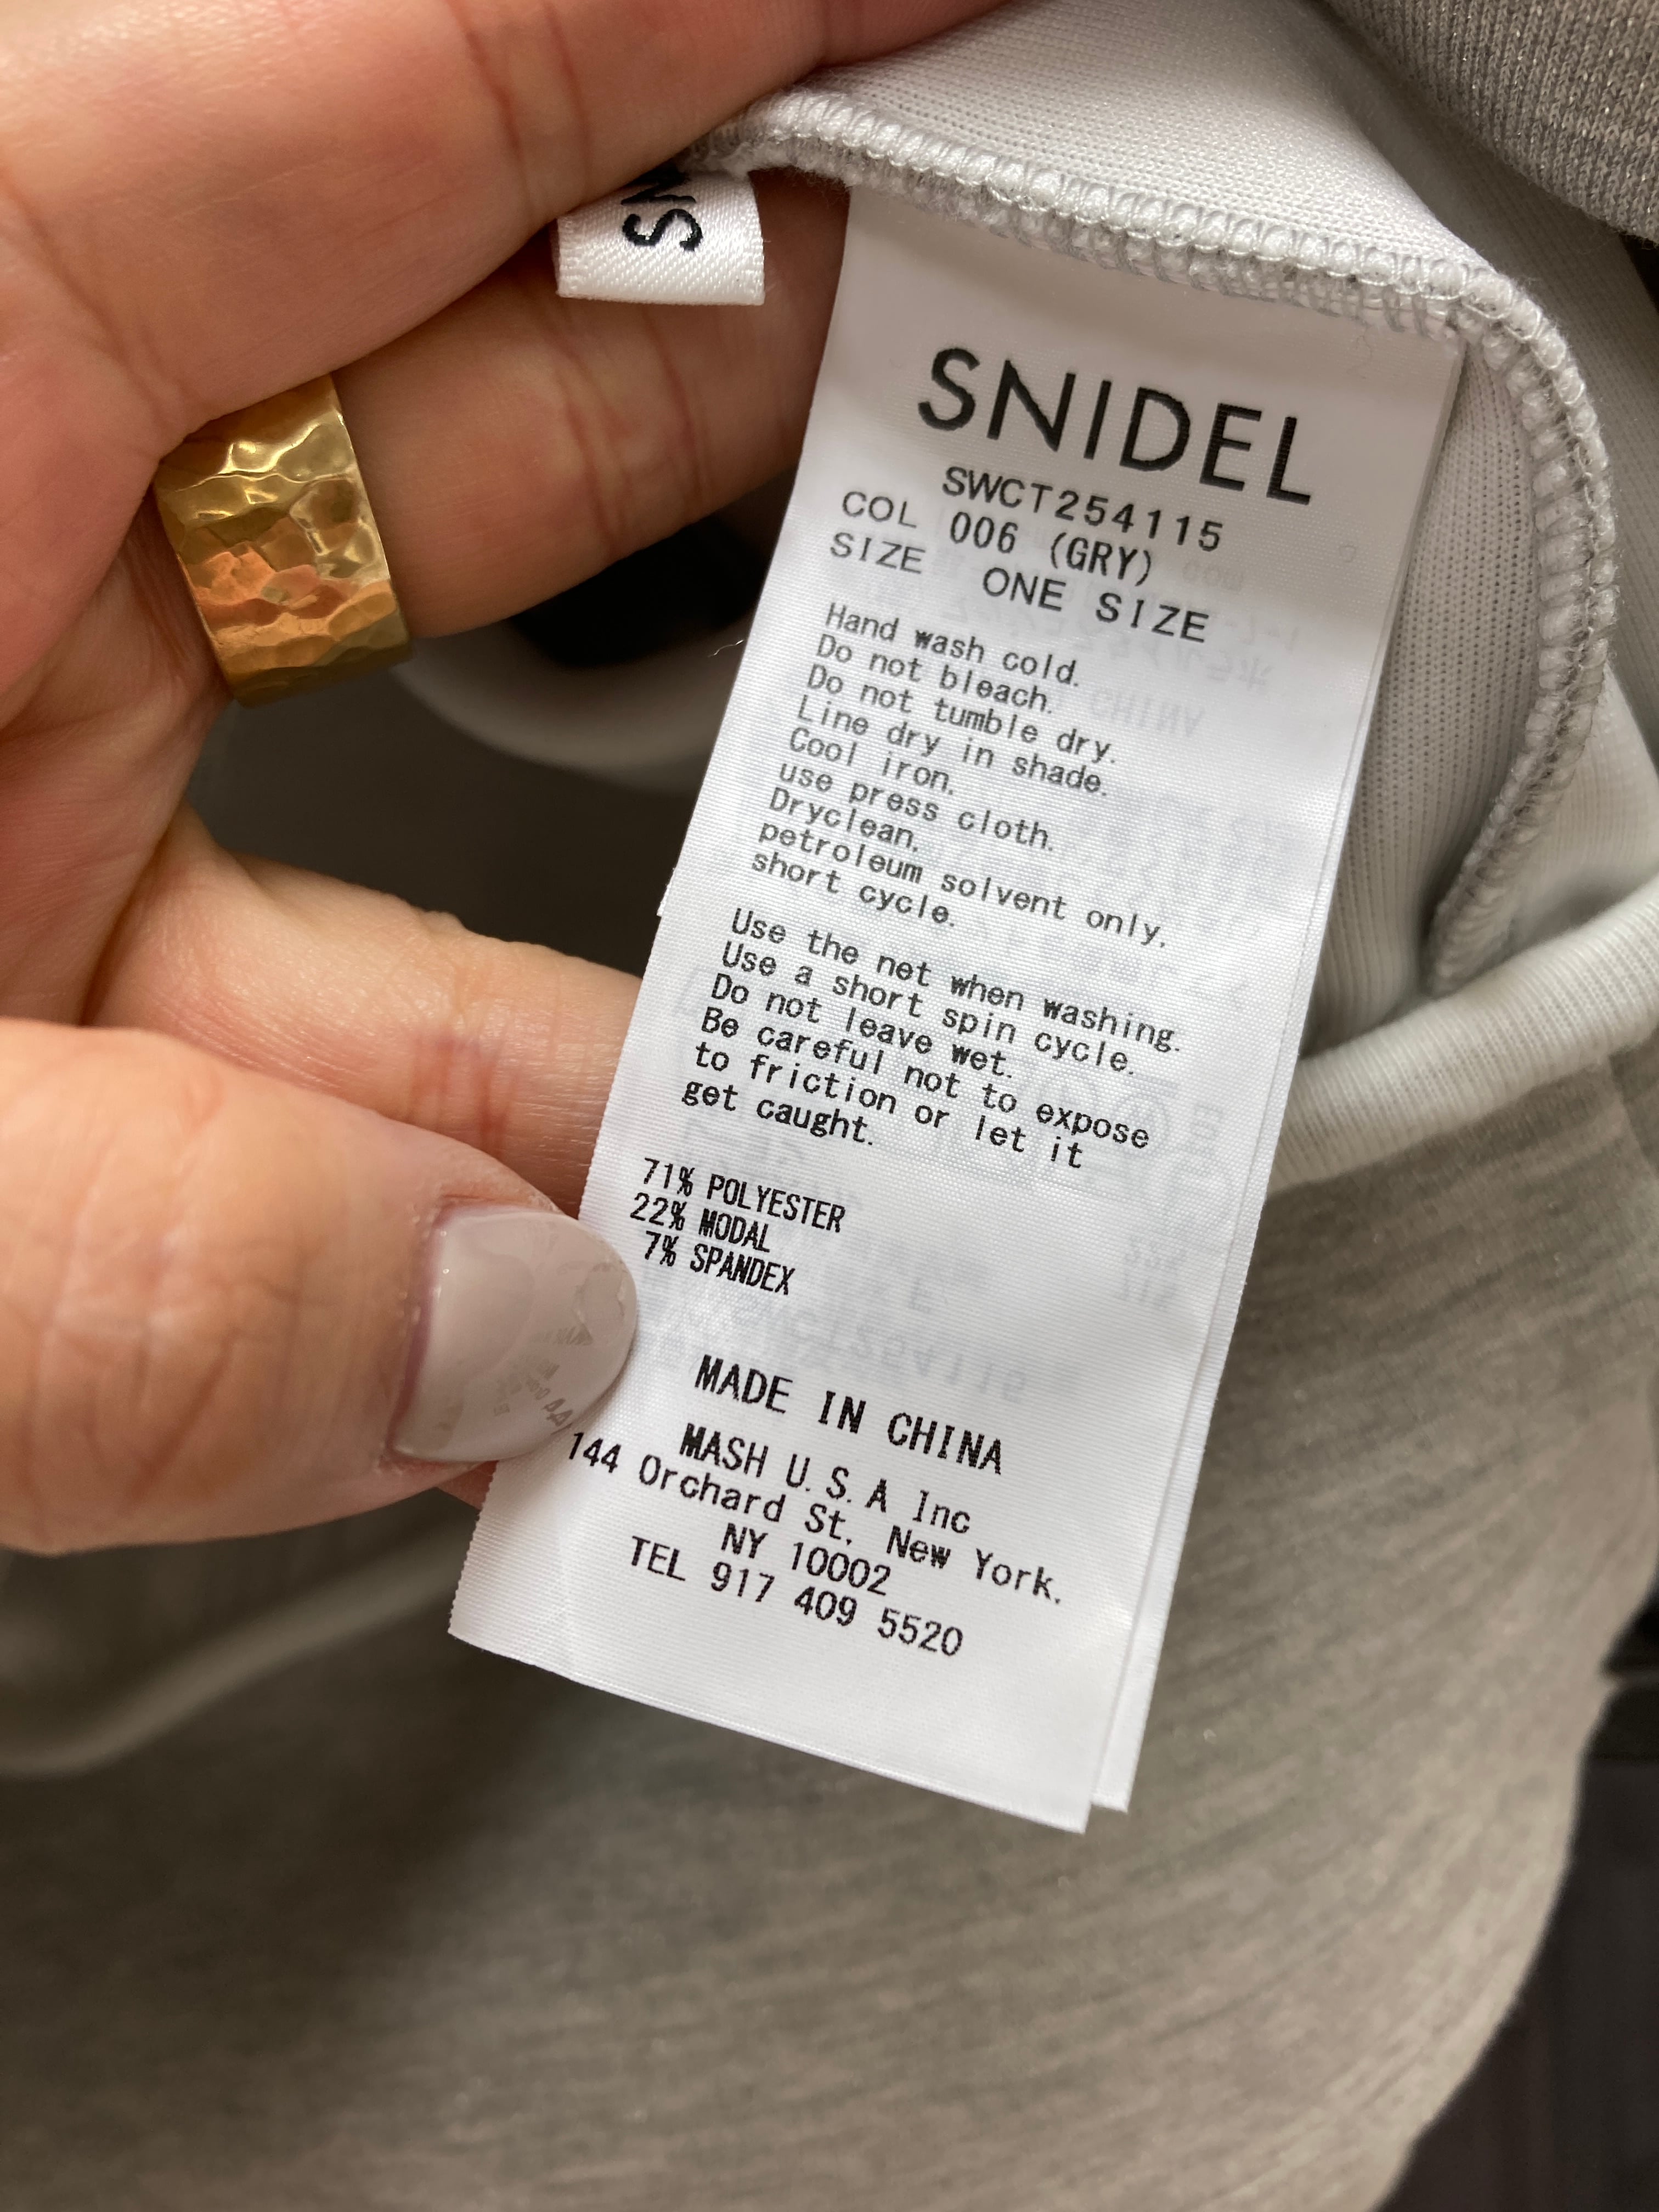 SNIDEL
SWCT254115
COL 006 (GRY)
SIZE ONE SIZE
Hand wash cold.
Do not bleach.
Do not tumble dry.
Line dry in shade.
Cool iron.
use press cloth.
Dryclean.
petroleum solvent only.
short cycle.
Use the net when washing.
Use a short spin cycle.
Do not leave wet.
Be careful not to expose
to friction or let it
get caught.
71% POLYESTER
22% MODAL
7% SPANDEX
MADE IN CHINA
MASH U.S.A Inc
144 Orchard St. New York.
NY 10002
TEL 917 409 5520